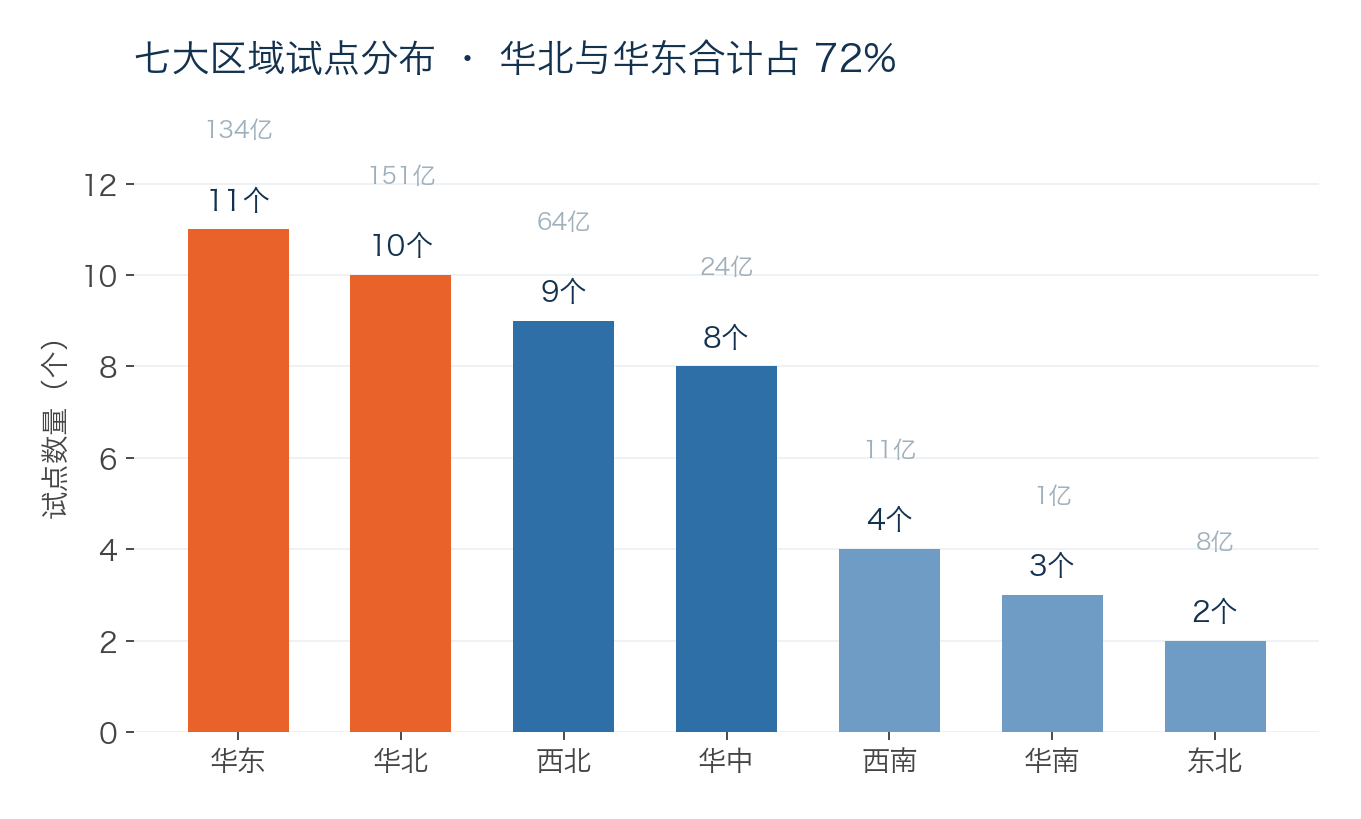 七大区域试点分布 · 华北与华东合计占 72%
134亿
151亿
64亿
24亿
11亿
1亿
8亿
11个
10个
9个
8个
4个
3个
2个
试点数量（个）
12
10
8
6
4
2
0
华东
华北
西北
华中
西南
华南
东北